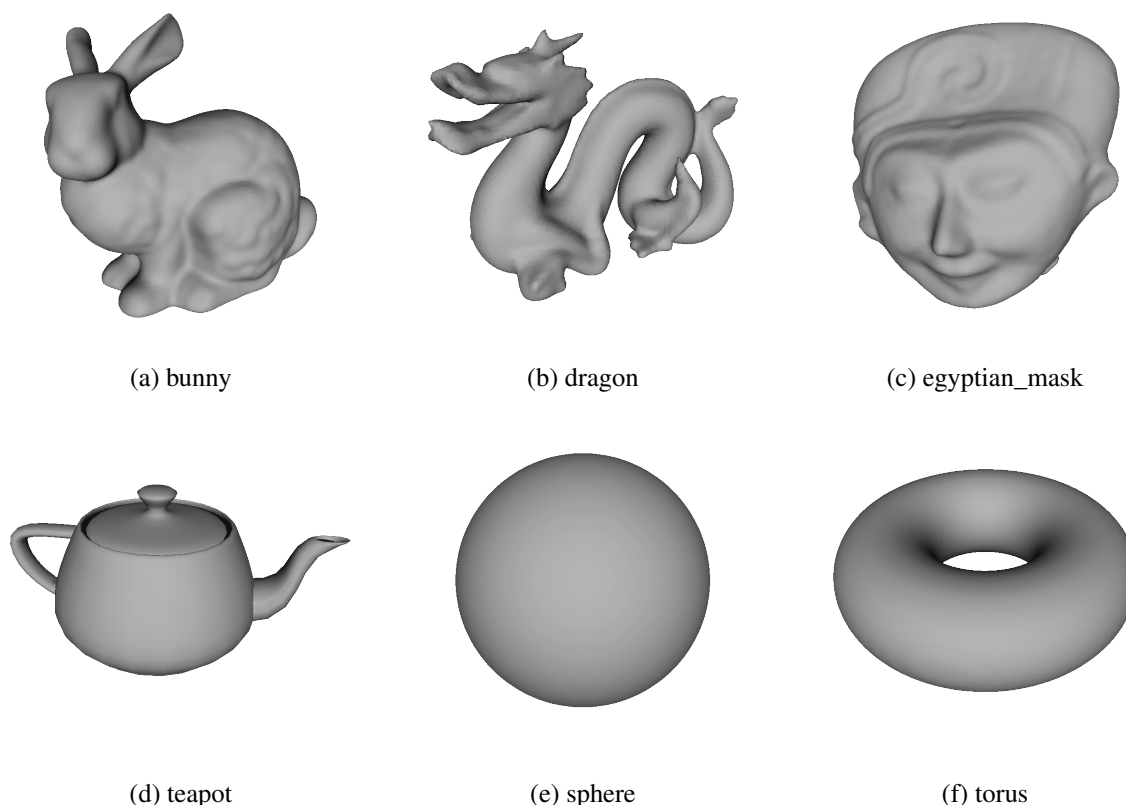 (a) bunny
(b) dragon
(c) egyptian_mask
(d) teapot
(e) sphere
(f) torus